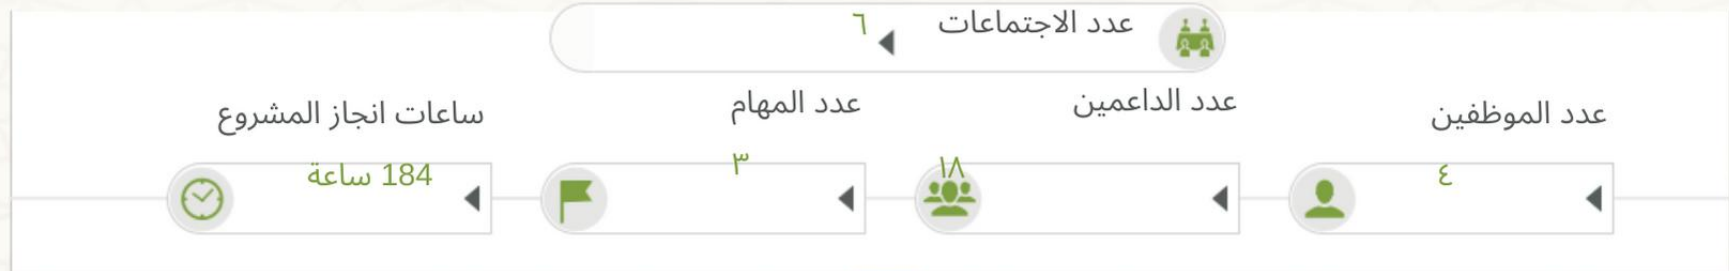 عدد الاجتماعات
٦
عدد الموظفين
٤
عدد الداعمين
١٨
عدد المهام
٣
ساعات انجاز المشروع
184 ساعة